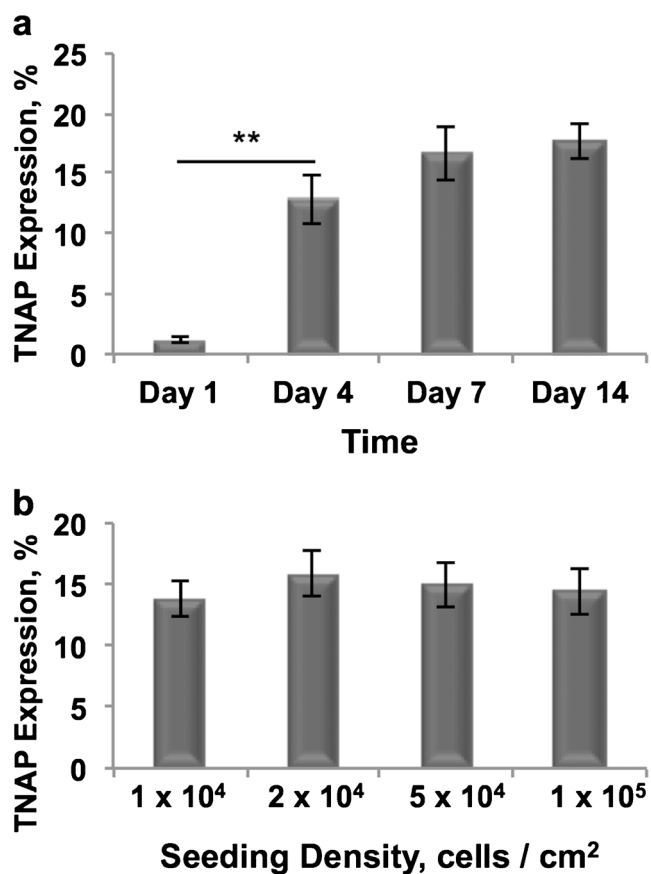 a
25
20
15
10
5
0
TNAP Expression, %
**
Day 1 Day 4 Day 7 Day 14
Time
b
20
15
10
5
0
TNAP Expression, %
1 x 10⁴ 2 x 10⁴ 5 x 10⁴ 1 x 10⁵
Seeding Density, cells / cm²